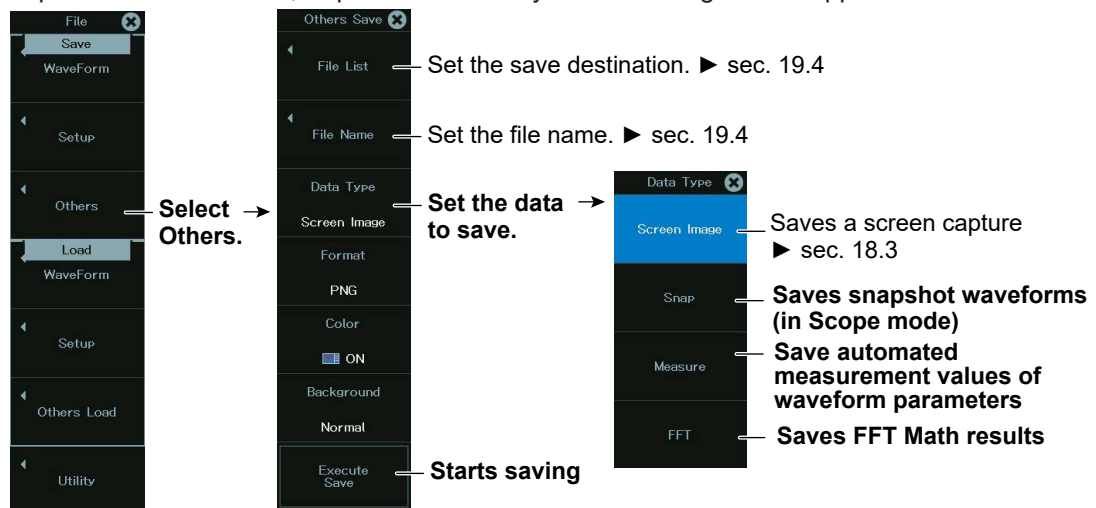 File
Save
WaveForm
Setup
Others
Load
WaveForm
Setup
Others Load
Utility
Select
Others.
Others Save
File List
File Name
Data Type
Screen Image
Format
PNG
Color
ON
Background
Normal
Execute
Save
Set the save destination. ► sec. 19.4
Set the file name. ► sec. 19.4
Set the data
to save.
Starts saving
Data Type
Screen Image
Snap
Measure
FFT
Saves a screen capture
► sec. 18.3
Saves snapshot waveforms
(in Scope mode)
Save automated
measurement values of
waveform parameters
Saves FFT Math results